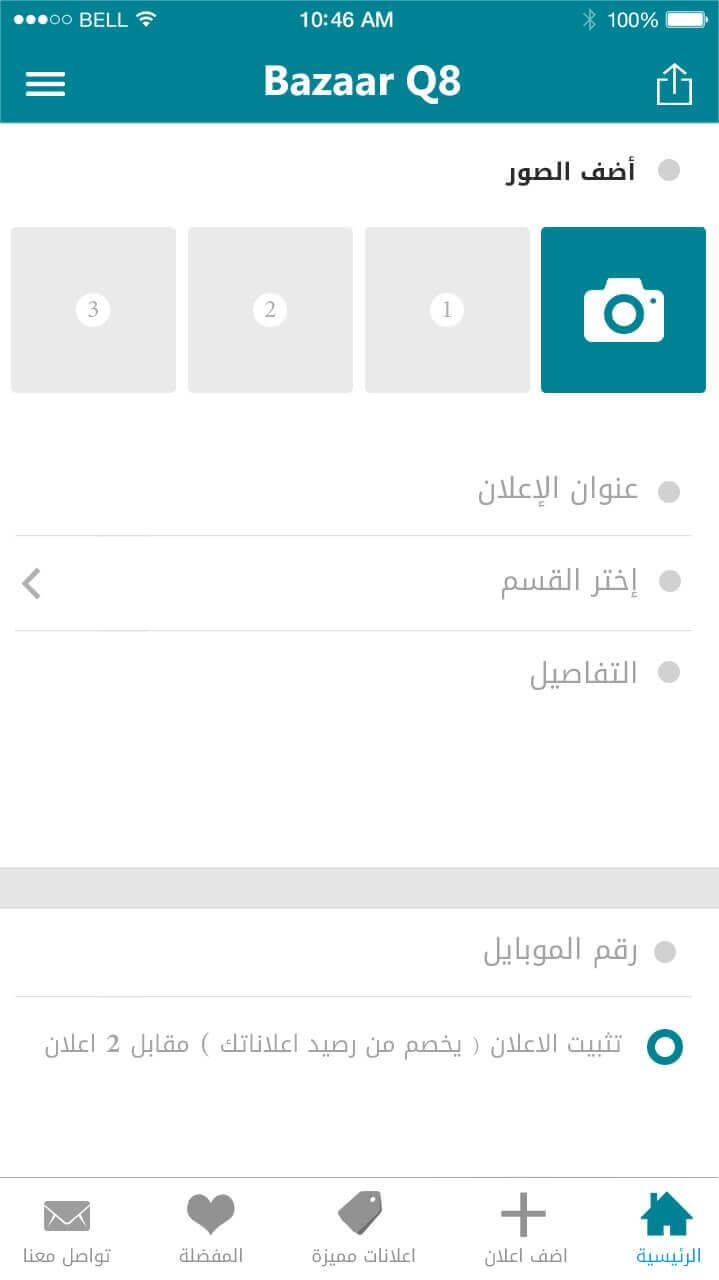 BELL 10:46 AM 100%
Bazaar Q8
أضف الصور
1 2 3
عنوان الإعلان
إختر القسم
التفاصيل
رقم الموبايل
تثبيت الاعلان ( يخصم من رصيد اعلاناتك ) مقابل 2 اعلان
الرئيسية اضف اعلان اعلانات مميزة المفضلة تواصل معنا